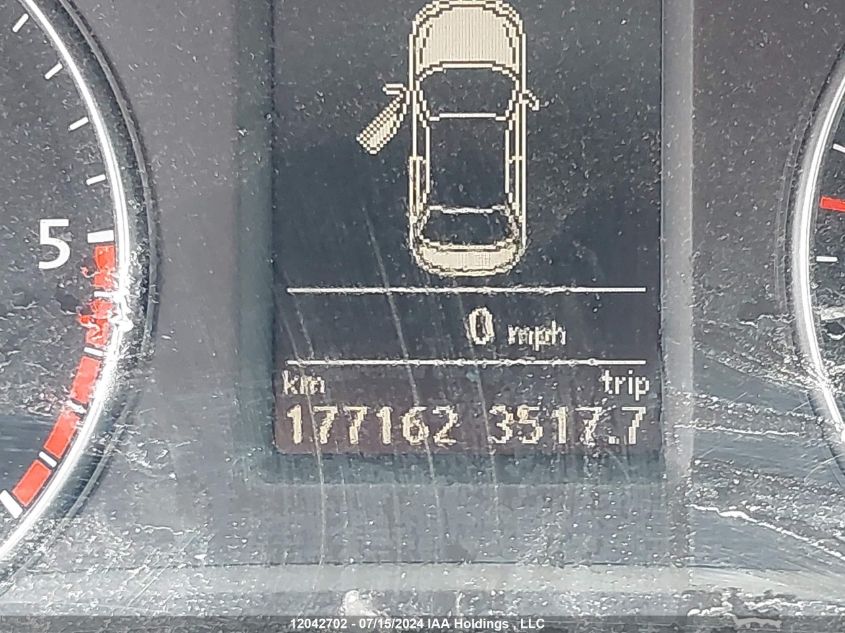 5
0 mph
km trip
177162 3517.7
12042702 - 07/15/2024 IAA Holdings , LLC